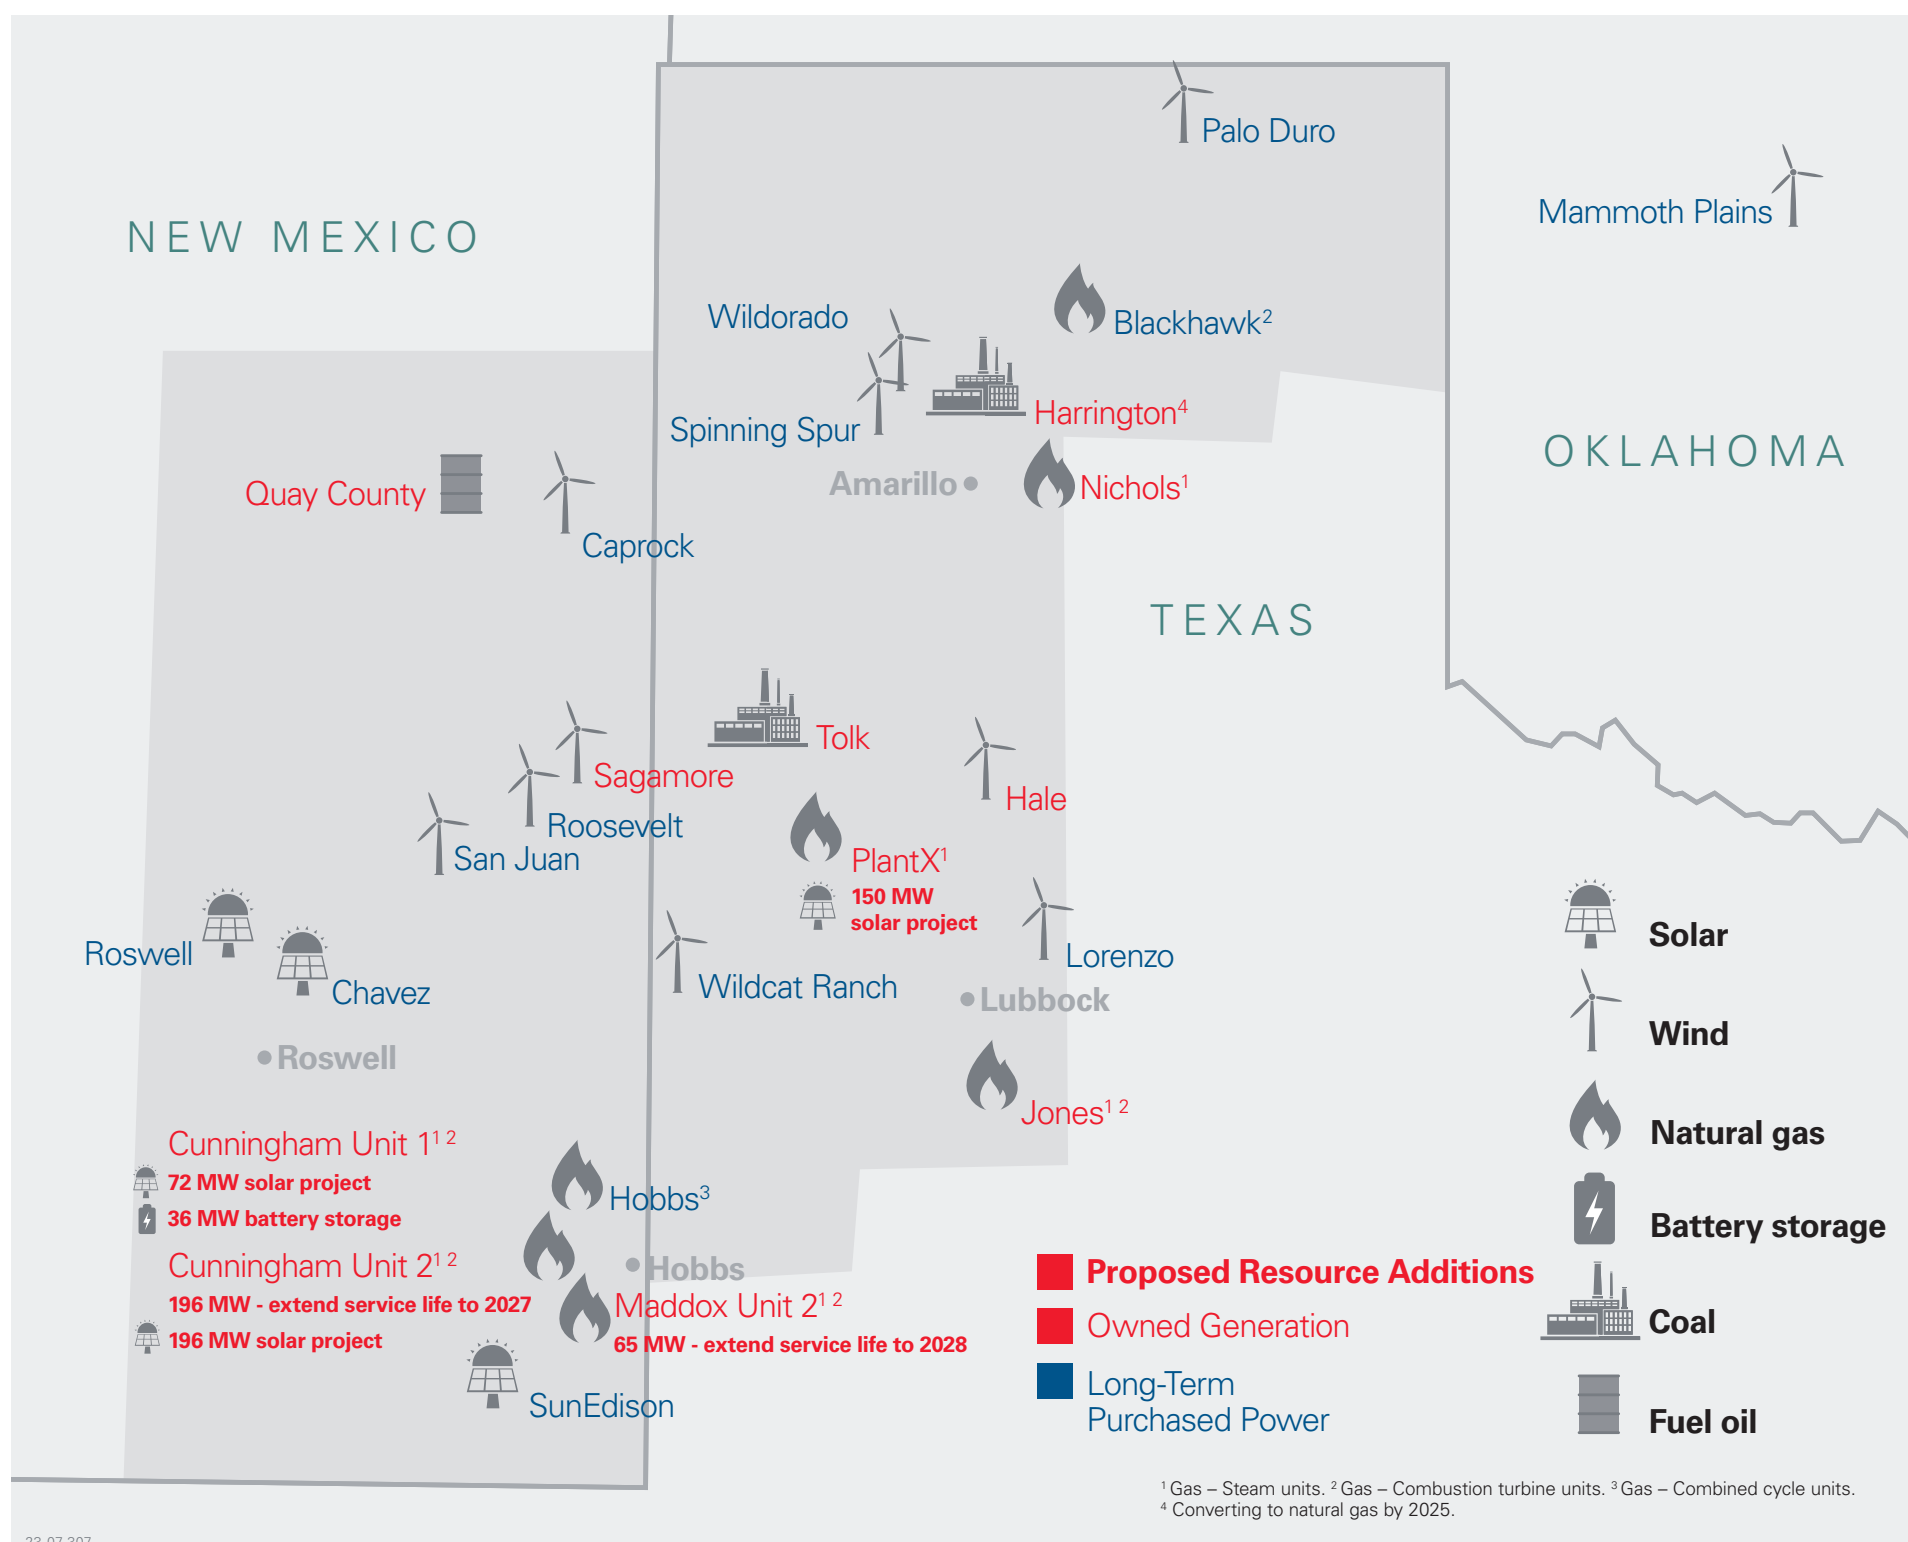 Palo Duro
Mammoth Plains
NEW MEXICO
Wildorado
Blackhawk²
Harrington⁴
Spinning Spur
OKLAHOMA
Amarillo
Nichols¹
Quay County
Caprock
TEXAS
Tolk
Sagamore
Hale
Roosevelt
San Juan
PlantX¹
150 MW
solar project
Roswell
Chavez
Wildcat Ranch
Lorenzo
Lubbock
Roswell
Jones¹ ²
Cunningham Unit 1¹ ²
72 MW solar project
36 MW battery storage
Hobbs³
Cunningham Unit 2¹ ²
196 MW - extend service life to 2027
196 MW solar project
Hobbs
Maddox Unit 2¹ ²
65 MW - extend service life to 2028
SunEdison
Proposed Resource Additions
Owned Generation
Long-Term
Purchased Power
Solar
Wind
Natural gas
Battery storage
Coal
Fuel oil
¹ Gas – Steam units. ² Gas – Combustion turbine units. ³ Gas – Combined cycle units.
⁴ Converting to natural gas by 2025.
23-07-307